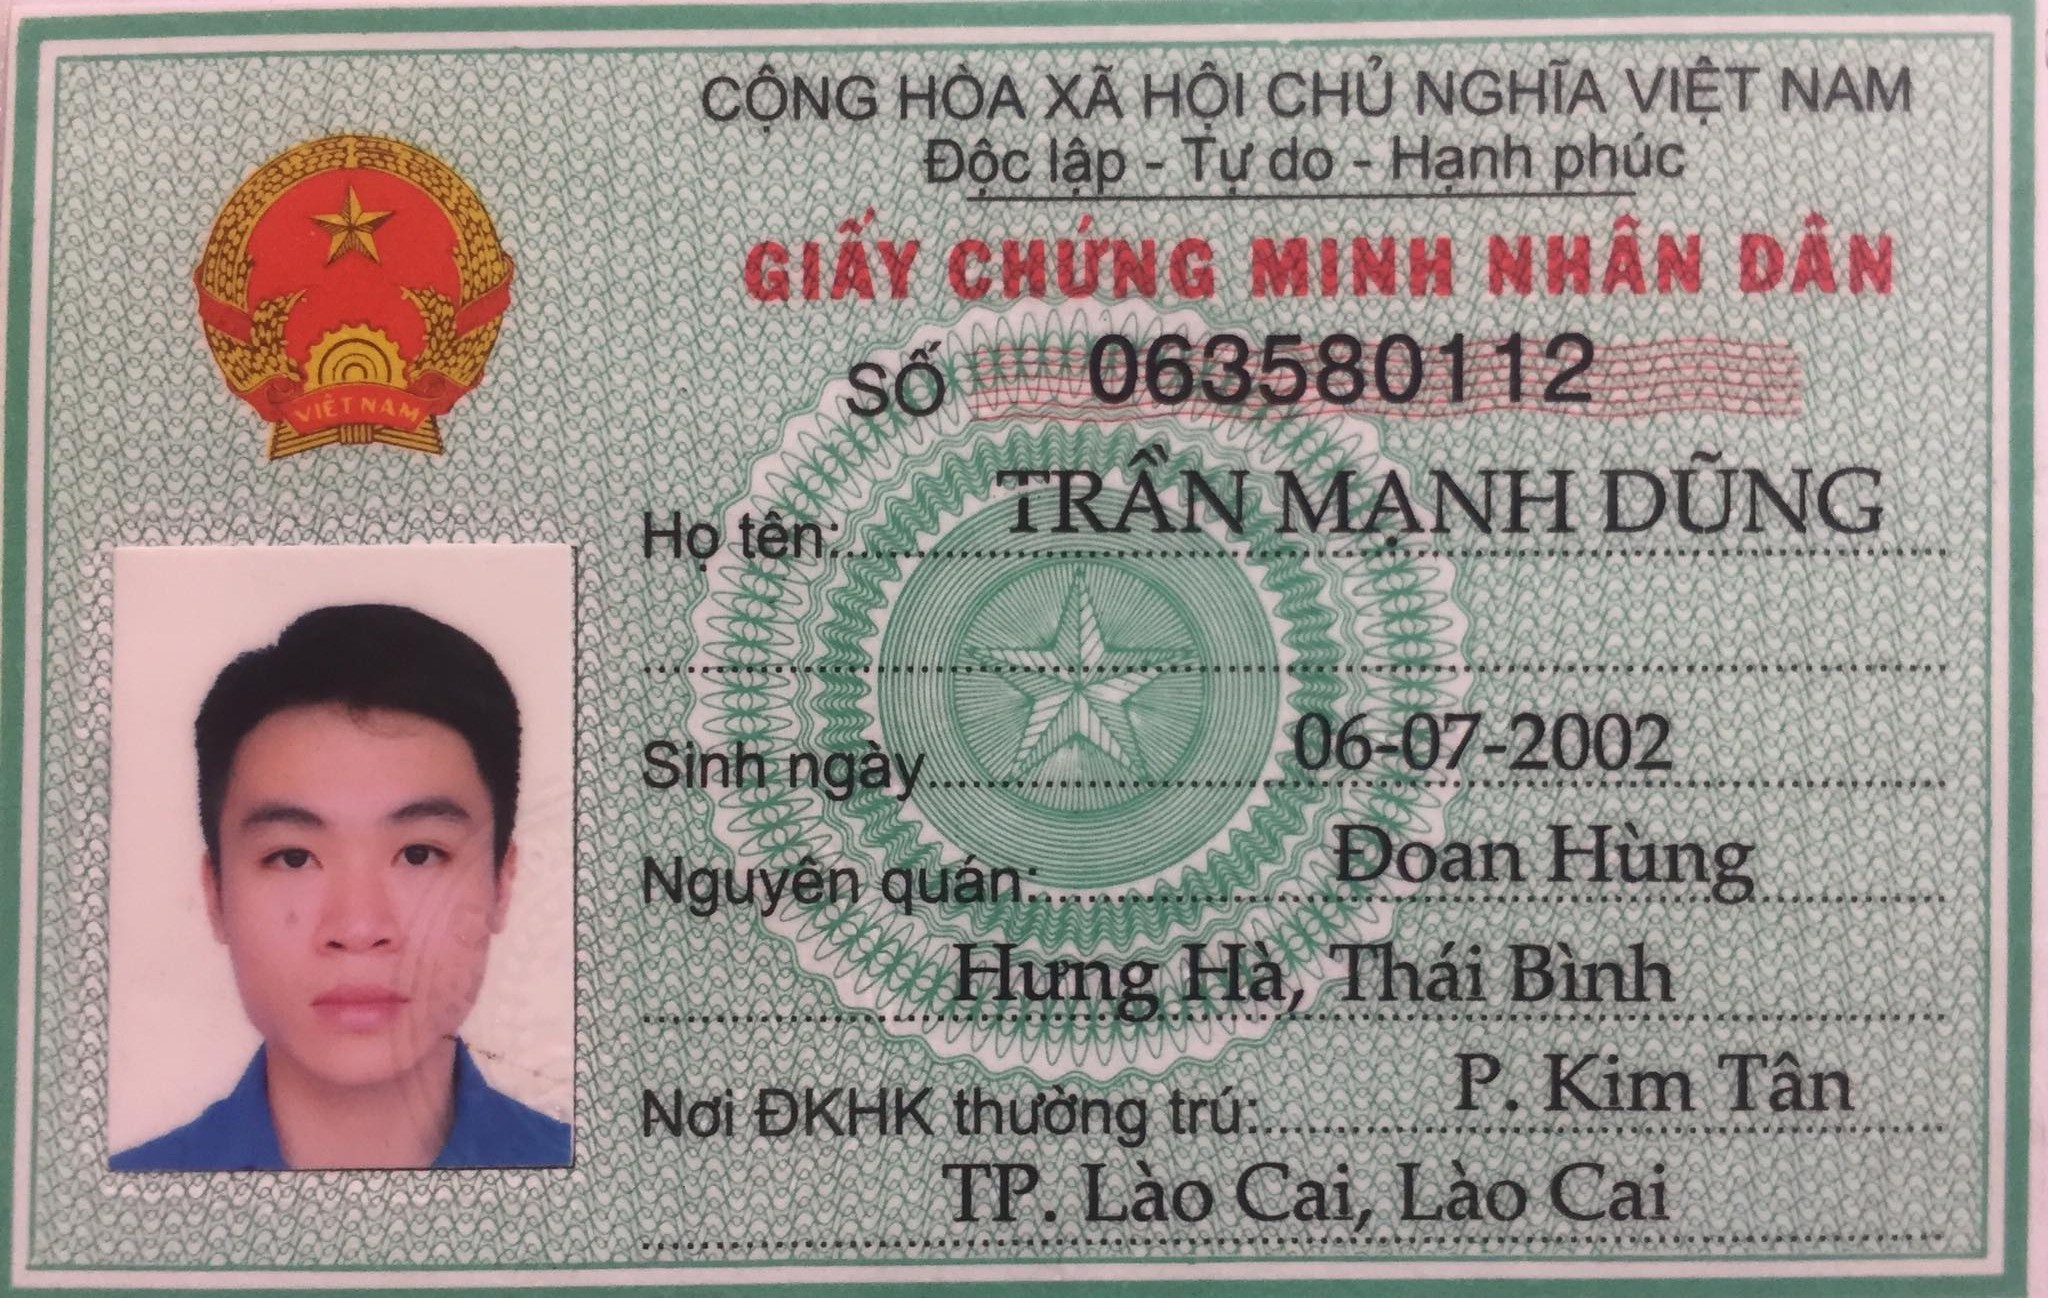 CỘNG HÒA XÃ HỘI CHỦ NGHĨA VIỆT NAM
Độc lập - Tự do - Hạnh phúc
GIẤY CHỨNG MINH NHÂN DÂN
SỐ 063580112
VIỆT NAM
Họ tên: TRẦN MẠNH DŨNG
Sinh ngày 06-07-2002
Nguyên quán: Đoan Hùng
Hưng Hà, Thái Bình
Nơi ĐKHK thường trú: P. Kim Tân
TP. Lào Cai, Lào Cai